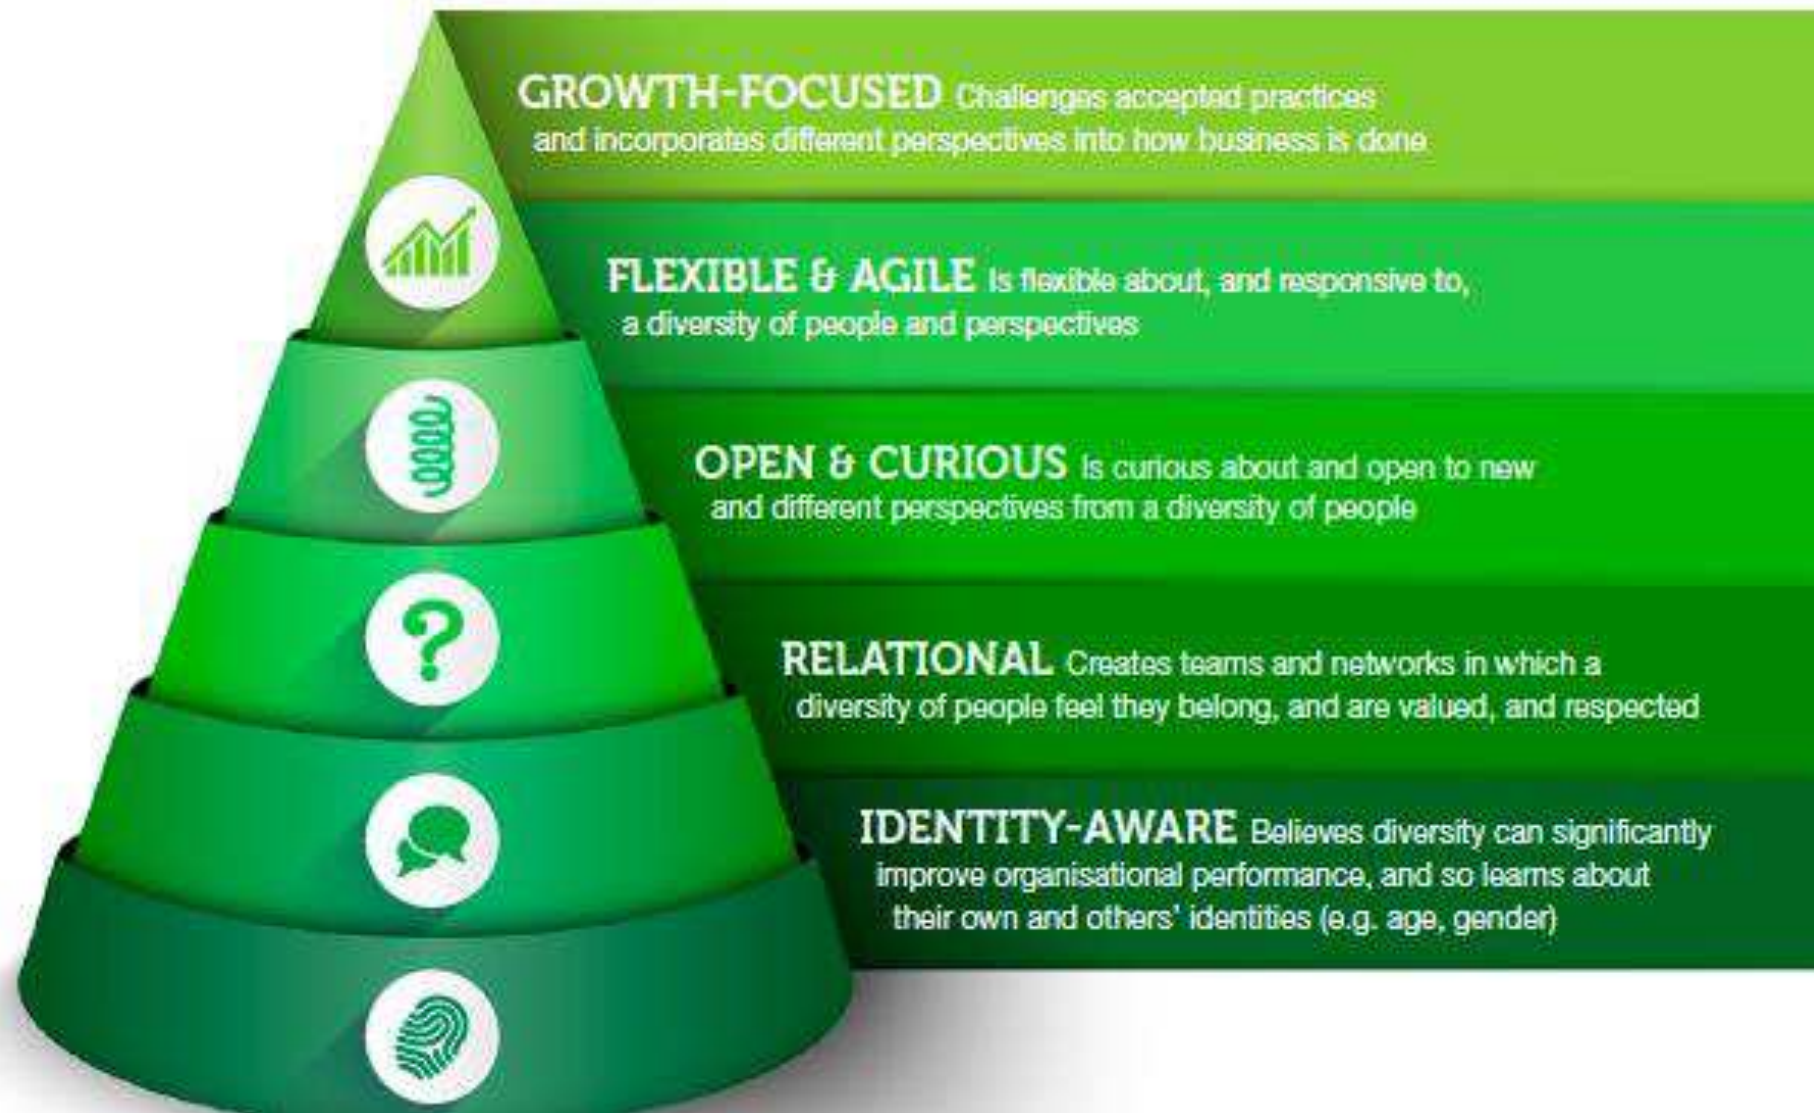 GROWTH-FOCUSED Challenges accepted practices
and incorporates different perspectives into how business is done
FLEXIBLE & AGILE Is flexible about, and responsive to,
a diversity of people and perspectives
OPEN & CURIOUS Is curious about and open to new
and different perspectives from a diversity of people
?
RELATIONAL Creates teams and networks in which a
diversity of people feel they belong, and are valued, and respected
IDENTITY-AWARE Believes diversity can significantly
improve organisational performance, and so learns about
their own and others' identities (e.g. age, gender)